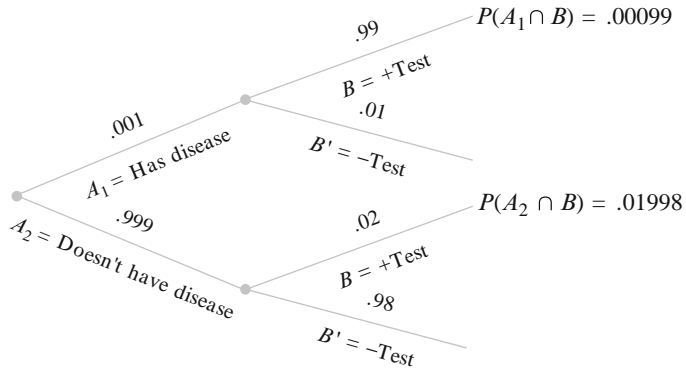 .99
P(A₁ ∩ B) = .00099
B = +Test
.001
.01
A₁ = Has disease
B' = −Test
.999
.02
P(A₂ ∩ B) = .01998
A₂ = Doesn't have disease
B = +Test
.98
B' = −Test